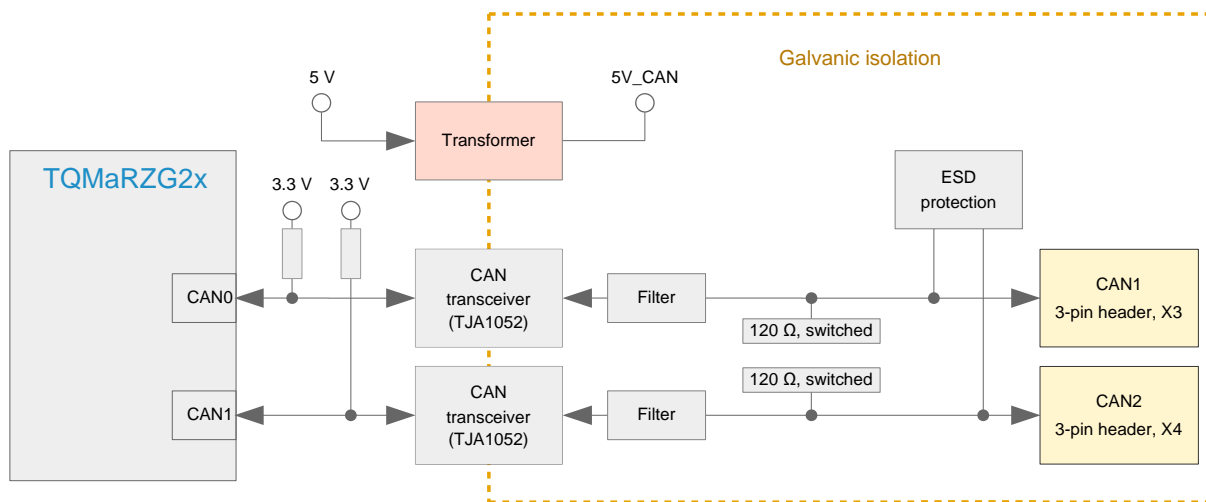 Galvanic isolation
5 V
5V_CAN
Transformer
TQMaRZG2x
3.3 V
3.3 V
ESD
protection
CAN0
CAN
transceiver
(TJA1052)
Filter
120 Ω, switched
CAN1
3-pin header, X3
CAN1
CAN
transceiver
(TJA1052)
Filter
120 Ω, switched
CAN2
3-pin header, X4